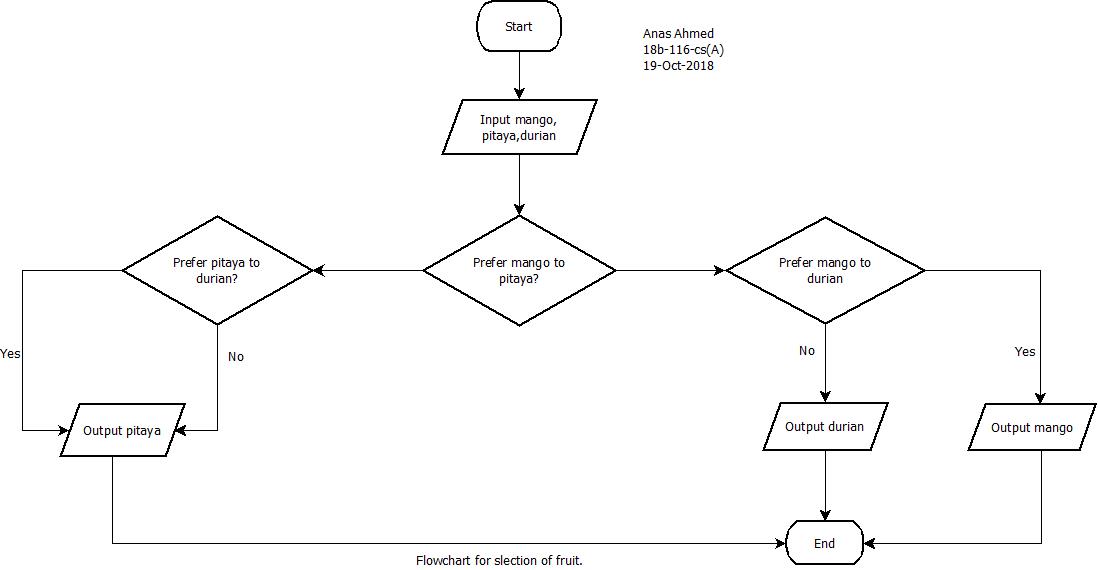 Start
Anas Ahmed
18b-116-cs(A)
19-Oct-2018
Input mango,
pitaya,durian
Prefer pitaya to
durian?
Prefer mango to
pitaya?
Prefer mango to
durian
Yes
No
No
Yes
Output pitaya
Output durian
Output mango
End
Flowchart for slection of fruit.